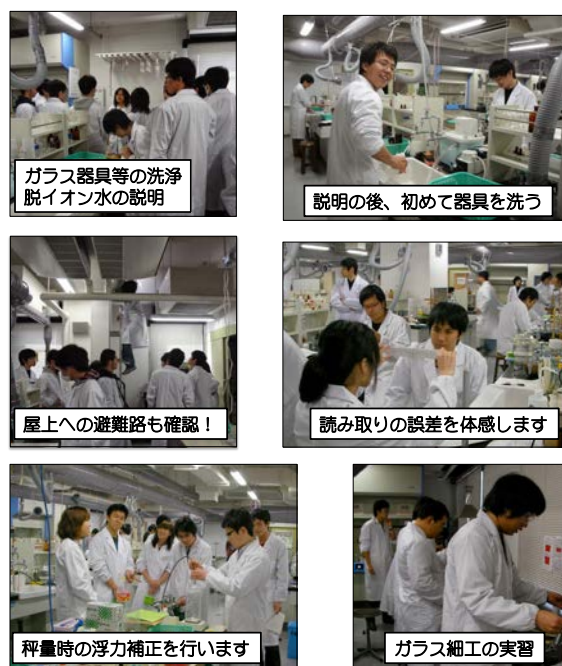 ガラス器具等の洗浄
脱イオン水の説明
説明の後、初めて器具を洗う
屋上への避難路も確認！
読み取りの誤差を体感します
秤量時の浮力補正を行います
ガラス細工の実習